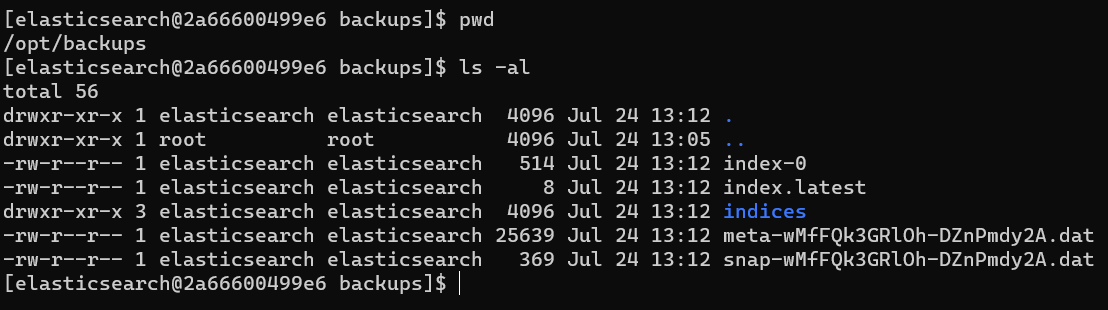 [elasticsearch@2a66600499e6 backups]$ pwd
/opt/backups
[elasticsearch@2a66600499e6 backups]$ ls -al
total 56
drwxr-xr-x 1 elasticsearch elasticsearch  4096 Jul 24 13:12 .
drwxr-xr-x 1 root          root           4096 Jul 24 13:05 ..
-rw-r--r-- 1 elasticsearch elasticsearch   514 Jul 24 13:12 index-0
-rw-r--r-- 1 elasticsearch elasticsearch     8 Jul 24 13:12 index.latest
drwxr-xr-x 3 elasticsearch elasticsearch  4096 Jul 24 13:12 indices
-rw-r--r-- 1 elasticsearch elasticsearch 25639 Jul 24 13:12 meta-wMfFQk3GRlOh-DZnPmdy2A.dat
-rw-r--r-- 1 elasticsearch elasticsearch   369 Jul 24 13:12 snap-wMfFQk3GRlOh-DZnPmdy2A.dat
[elasticsearch@2a66600499e6 backups]$